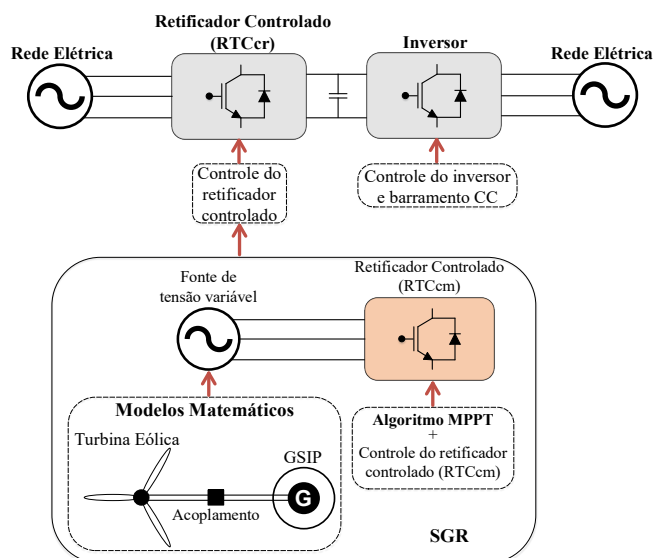 Retificador Controlado
(RTCcr)
Inversor
Rede Elétrica
Rede Elétrica
Controle do
retificador
controlado
Controle do inversor
e barramento CC
Fonte de
tensão variável
Retificador Controlado
(RTCcm)
Modelos Matemáticos
Turbina Eólica
GSIP
G
Acoplamento
Algoritmo MPPT
+
Controle do retificador
controlado (RTCcm)
SGR